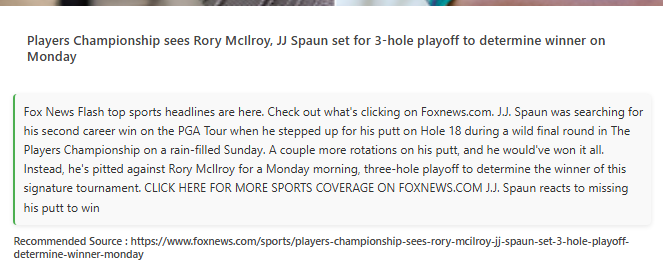 Players Championship sees Rory McIlroy, JJ Spaun set for 3-hole playoff to determine winner on
Monday
Fox News Flash top sports headlines are here. Check out what's clicking on Foxnews.com. J.J. Spaun was searching for
his second career win on the PGA Tour when he stepped up for his putt on Hole 18 during a wild final round in The
Players Championship on a rain-filled Sunday. A couple more rotations on his putt, and he would've won it all.
Instead, he's pitted against Rory McIlroy for a Monday morning, three-hole playoff to determine the winner of this
signature tournament. CLICK HERE FOR MORE SPORTS COVERAGE ON FOXNEWS.COM J.J. Spaun reacts to missing
his putt to win
Recommended Source : https://www.foxnews.com/sports/players-championship-sees-rory-mcilroy-jj-spaun-set-3-hole-playoff-
determine-winner-monday